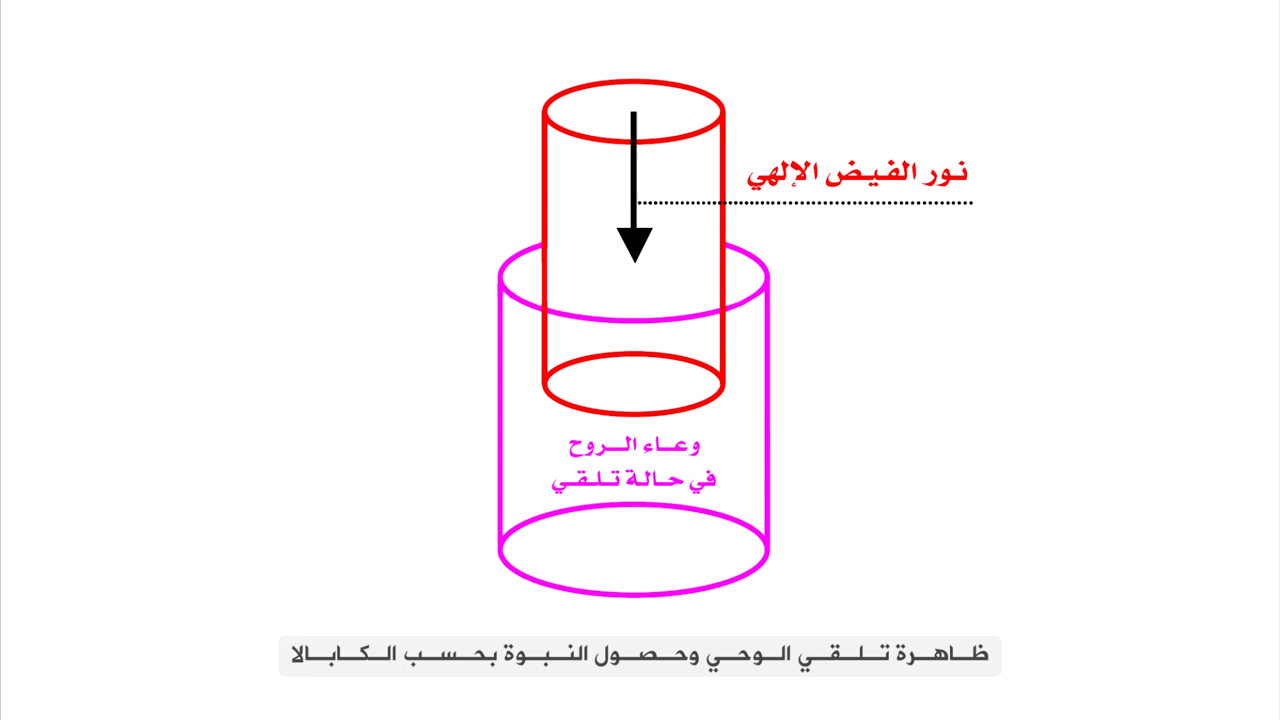 نور الفيض الإلهي
وعاء الروح
في حالة تلقي
ظاهرة تلقي الوحي وحصول النبوة بحسب الكابالا